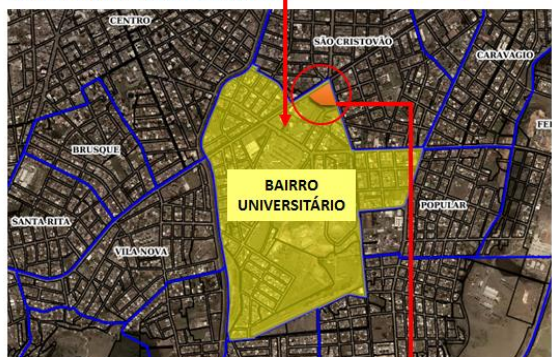 CENTRO
SÃO CRISTOVÃO
CARAVAGIO
BRUSQUE
BAIRRO
UNIVERSITÁRIO
SANTA RITA
POPULAR
VILA NOVA